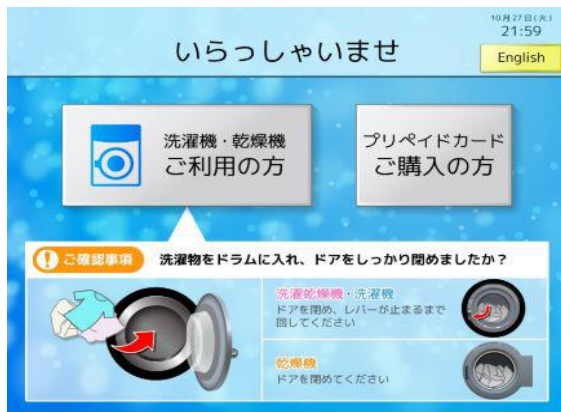 10月27日(火)
21:59
いらっしゃいませ
English
洗濯機・乾燥機
ご利用の方
プリペイドカード
ご購入の方
ご確認事項
洗濯物をドラムに入れ、ドアをしっかり閉めましたか？
洗濯乾燥機・洗濯機
ドアを閉め、レバーが止まるまで
回してください
乾燥機
ドアを閉めてください